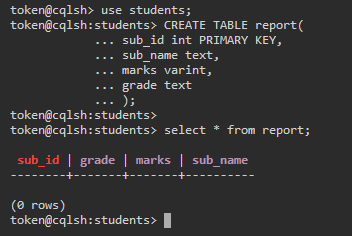 token@cqlsh> use students;
token@cqlsh:students> CREATE TABLE report(
... sub_id int PRIMARY KEY,
... sub_name text,
... marks varint,
... grade text
... );
token@cqlsh:students>
token@cqlsh:students> select * from report;
sub_id | grade | marks | sub_name
--------+-------+-------+----------
(0 rows)
token@cqlsh:students>